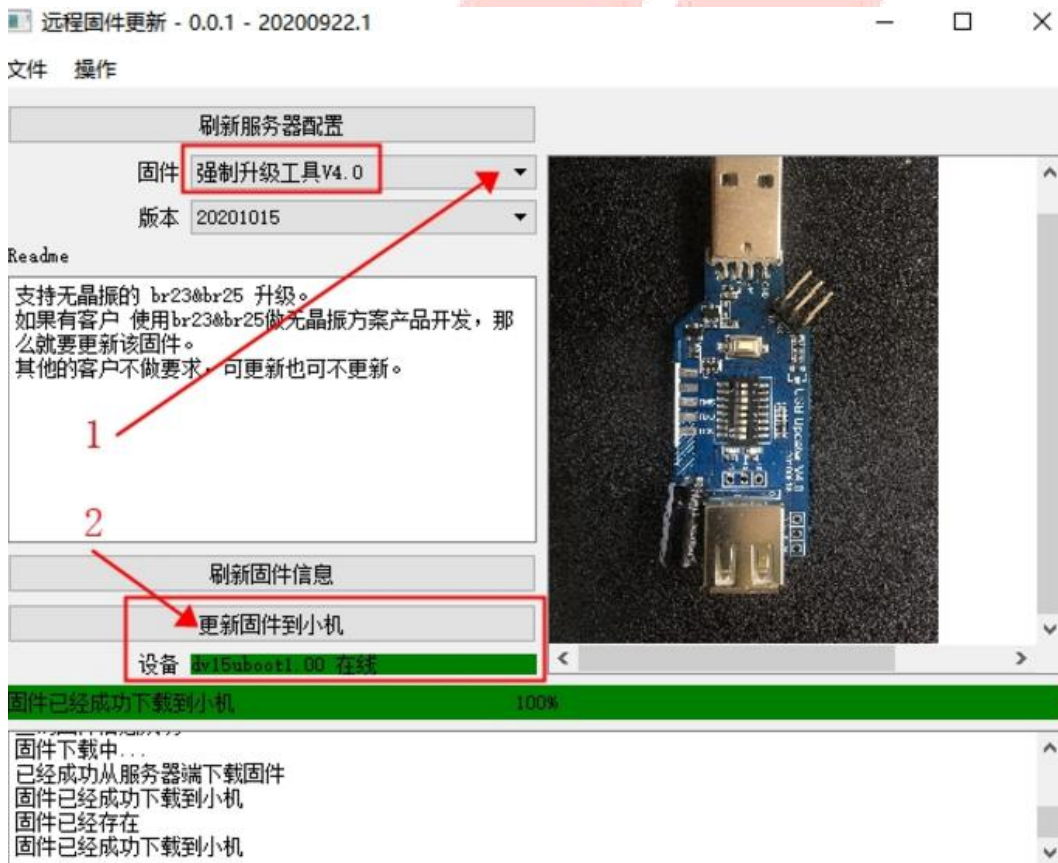 远程固件更新 - 0.0.1 - 20200922.1
文件 操作
刷新服务器配置
固件 强制升级工具V4.0
版本 20201015
Readme
支持无晶振的 br23&br25 升级。
如果有客户 使用br23&br25做无晶振方案产品开发，那
么就要更新该固件。
其他的客户不做要求，可更新也可不更新。
1
2
刷新固件信息
更新固件到小机
设备 dv15uboot1.00 在线
固件已经成功下载到小机 100%
固件下载中...
已经成功从服务器端下载固件
固件已经成功下载到小机
固件已经存在
固件已经成功下载到小机
USB Updater V4.0